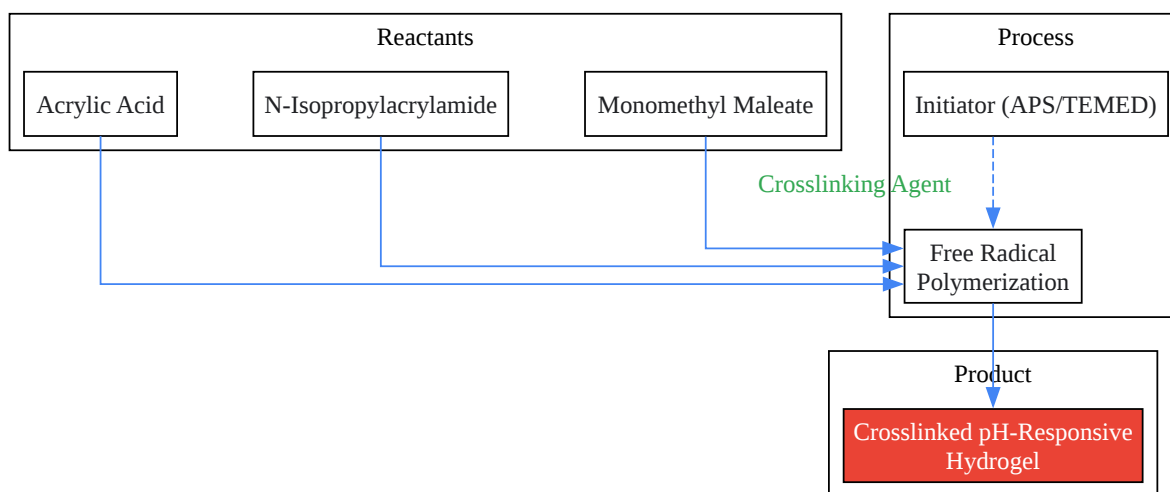 Reactants
Process
Acrylic Acid
N-Isopropylacrylamide
Monomethyl Maleate
Initiator (APS/TEMED)
Crosslinking Agent
Free Radical
Polymerization
Product
Crosslinked pH-Responsive
Hydrogel